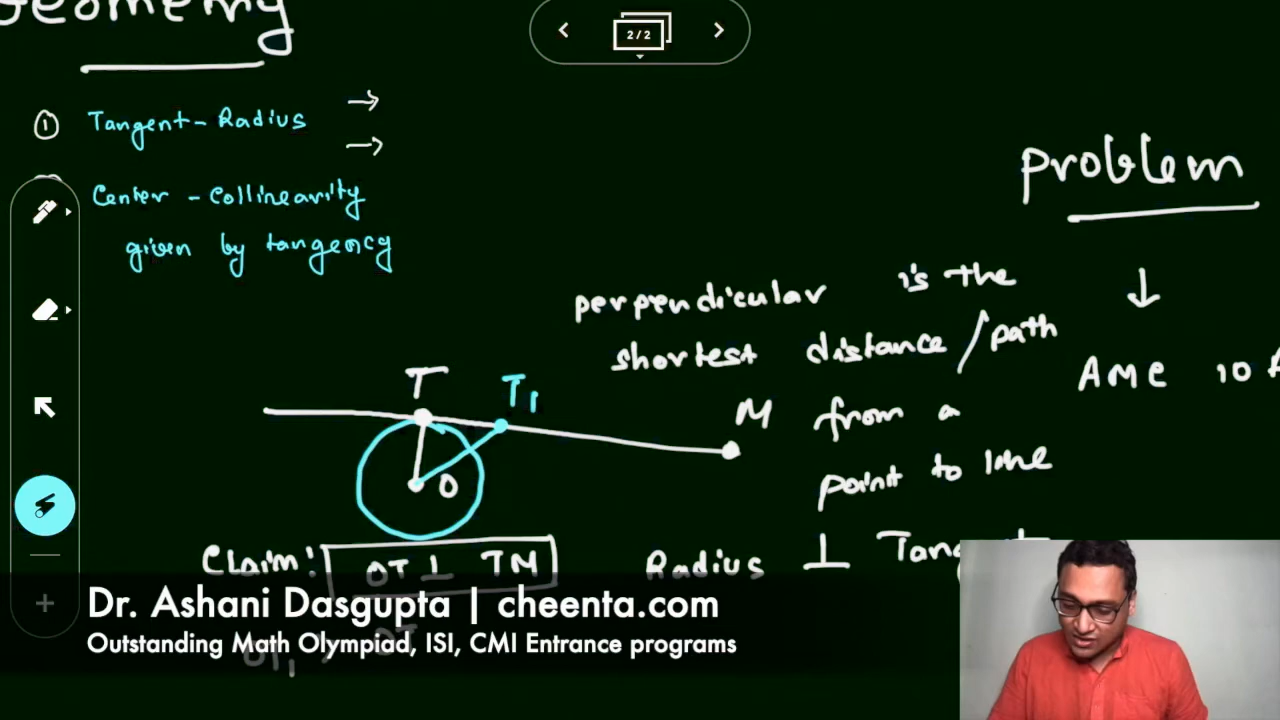 Geometry
2/2
① Tangent-Radius →
→
Center - Collinearity
given by tangency
problem
↓
perpendicular is the
shortest distance/path
from a
point to line
AMC 10
T
T1
M
O
Claim: OT ⊥ TM
Radius ⊥
OT1
Dr. Ashani Dasgupta | cheenta.com
Outstanding Math Olympiad, ISI, CMI Entrance programs